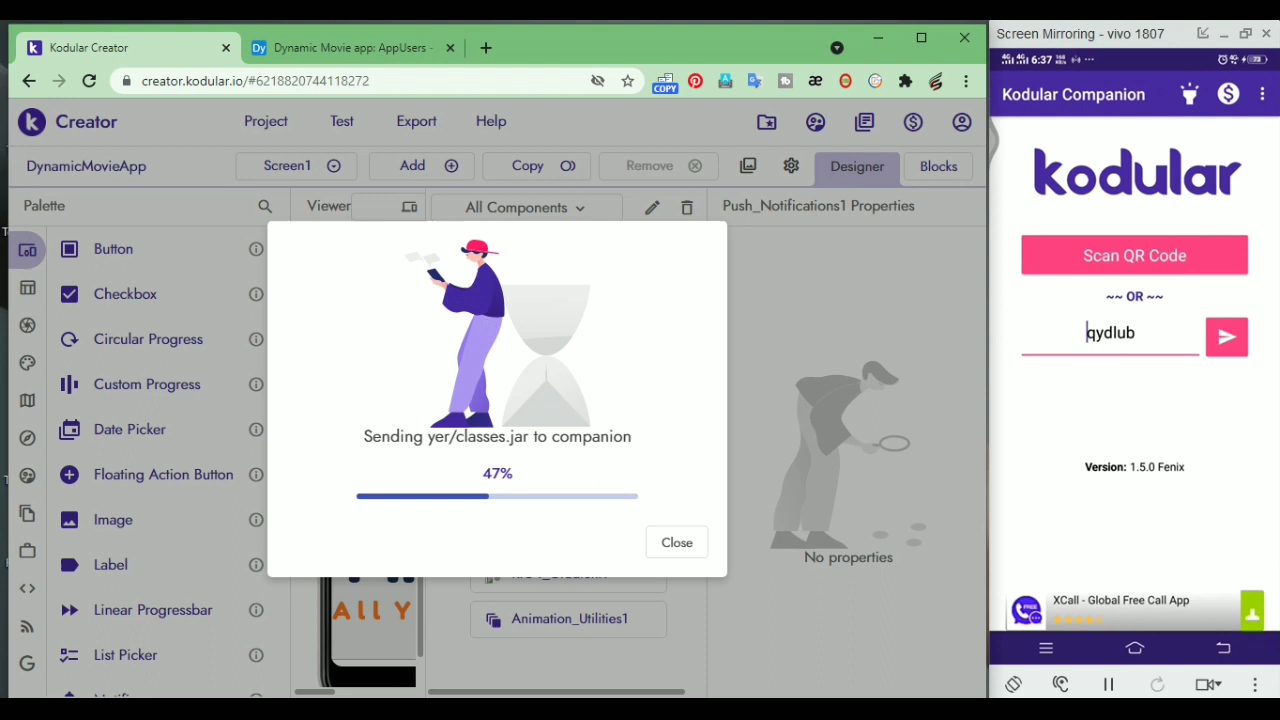 Kodular Creator
Dynamic Movie app: AppUsers -
creator.kodular.io/#6218820744118272
COPY
Creator
Project
Test
Export
Help
DynamicMovieApp
Screen1
Add
Copy
Remove
Designer
Blocks
Palette
Viewer
All Components
Push_Notifications1 Properties
Button
Checkbox
Circular Progress
Custom Progress
Date Picker
Floating Action Button
Image
Label
Linear Progressbar
List Picker
Sending yer/classes.jar to companion
47%
Close
ALLY
Animation_Utilities1
No properties
Screen Mirroring - vivo 1807
6:37
Kodular Companion
kodular
Scan QR Code
~~ OR ~~
qydlub
Version: 1.5.0 Fenix
FREE
XCall - Global Free Call App